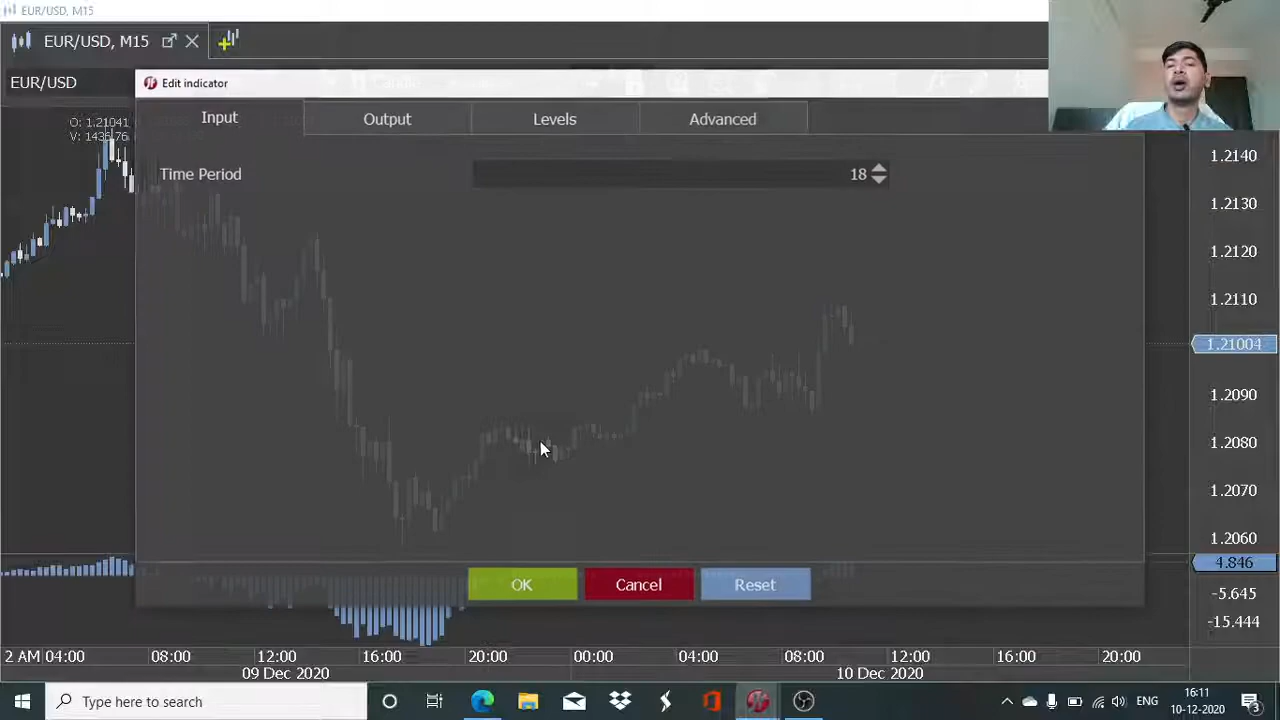 EUR/USD, M15
EUR/USD, M15
EUR/USD
Edit indicator
Input
Output
Levels
Advanced
O: 1.21041
Time Period
18
1.2140
1.2130
1.2120
1.2110
1.21004
1.2090
1.2080
1.2070
1.2060
4.846
-5.645
-15.444
OK
Cancel
Reset
2 AM 04:00 08:00 12:00 16:00 20:00 00:00 04:00 08:00 12:00 16:00 20:00
09 Dec 2020 10 Dec 2020
Type here to search
ENG
16:11
10-12-2020
3